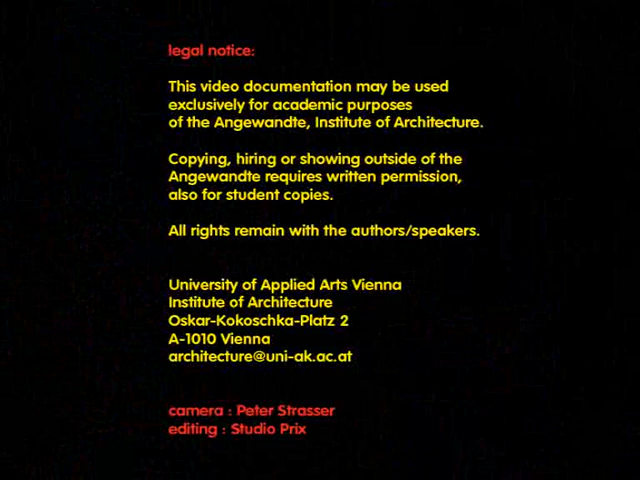 legal notice:
This video documentation may be used
exclusively for academic purposes
of the Angewandte, Institute of Architecture.
Copying, hiring or showing outside of the
Angewandte requires written permission,
also for student copies.
All rights remain with the authors/speakers.
University of Applied Arts Vienna
Institute of Architecture
Oskar-Kokoschka-Platz 2
A-1010 Vienna
architecture@uni-ak.ac.at
camera : Peter Strasser
editing : Studio Prix